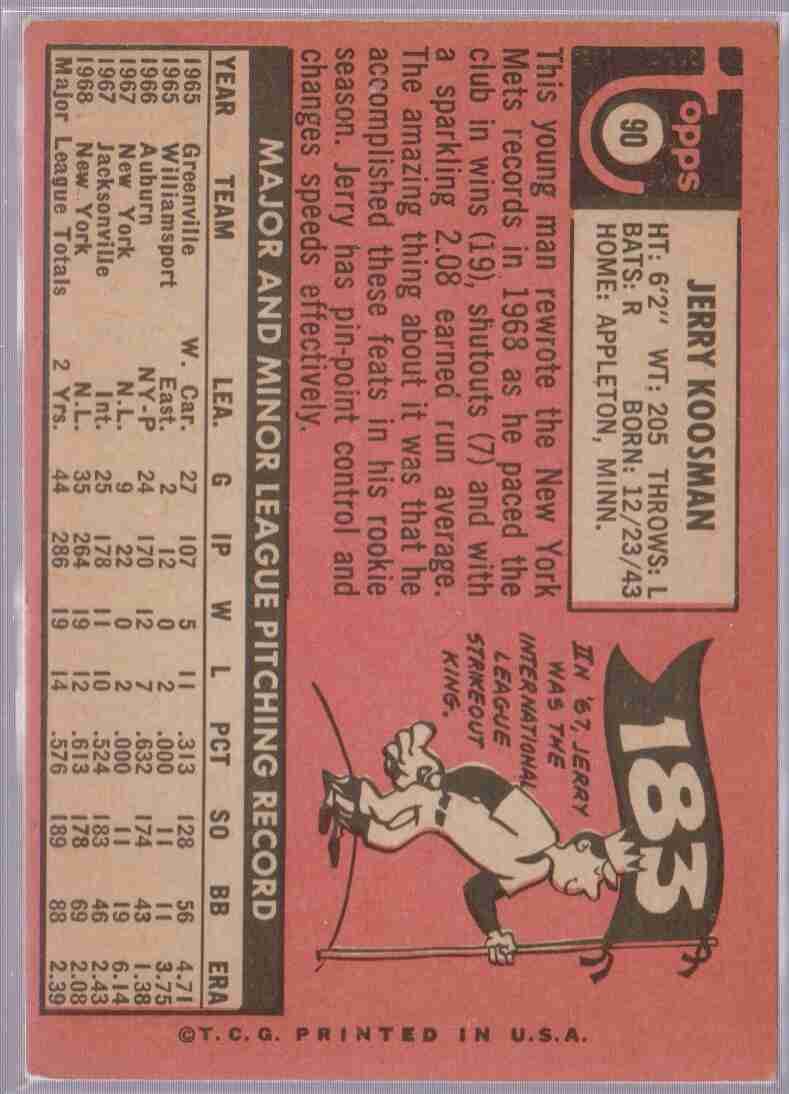 Topps
90
JERRY KOOSMAN
HT: 6'2" WT: 205 THROWS: L
BATS: R BORN: 12/23/43
HOME: APPLETON, MINN.
This young man rewrote the New York
Mets records in 1968 as he paced the
club in wins (19), shutouts (7) and with
a sparkling 2.08 earned run average.
The amazing thing about it was that he
accomplished these feats in his rookie
season. Jerry has pin-point control and
changes speeds effectively.
183
IN '67, JERRY
WAS THE
INTERNATIONAL
LEAGUE
STRIKEOUT
KING.
MAJOR AND MINOR LEAGUE PITCHING RECORD
YEAR TEAM LEA. G IP W L PCT SO BB ERA
1965 Greenville W. Car. 27 107 5 11 .313 128 56 4.71
1965 Williamsport East. 2 12 0 2 .000 11 11 3.75
1966 Auburn NY-P 24 170 12 7 .632 174 43 1.38
1967 New York N.L. 9 22 0 2 .000 11 19 6.14
1967 Jacksonville Int. 25 178 11 10 .524 183 46 2.43
1968 New York N.L. 35 264 19 12 .613 178 69 2.08
Major League Totals 2 Yrs. 44 286 19 14 .576 189 88 2.39
©T.C.G. PRINTED IN U.S.A.